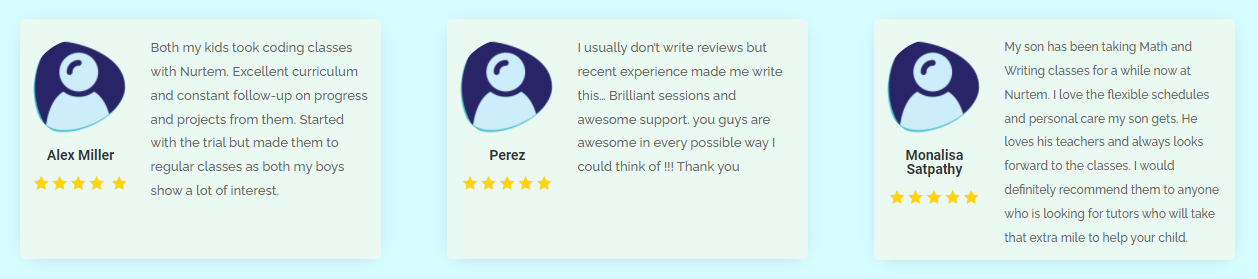 Both my kids took coding classes
with Nurtem. Excellent curriculum
and constant follow-up on progress
and projects from them. Started
with the trial but made them to
regular classes as both my boys
show a lot of interest.
Alex Miller
I usually don't write reviews but
recent experience made me write
this... Brilliant sessions and
awesome support. you guys are
awesome in every possible way I
could think of !!! Thank you
Perez
My son has been taking Math and
Writing classes for a while now at
Nurtem. I love the flexible schedules
and personal care my son gets. He
loves his teachers and always looks
forward to the classes. I would
definitely recommend them to anyone
who is looking for tutors who will take
that extra mile to help your child.
Monalisa
Satpathy